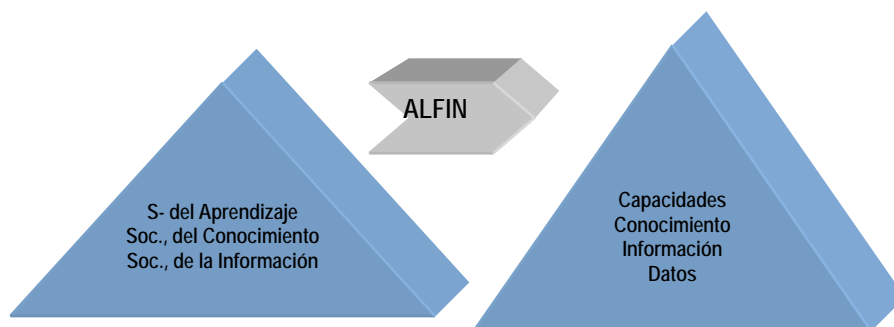 ALFIN
S- del Aprendizaje
Soc., del Conocimiento
Soc., de la Información
Capacidades
Conocimiento
Información
Datos